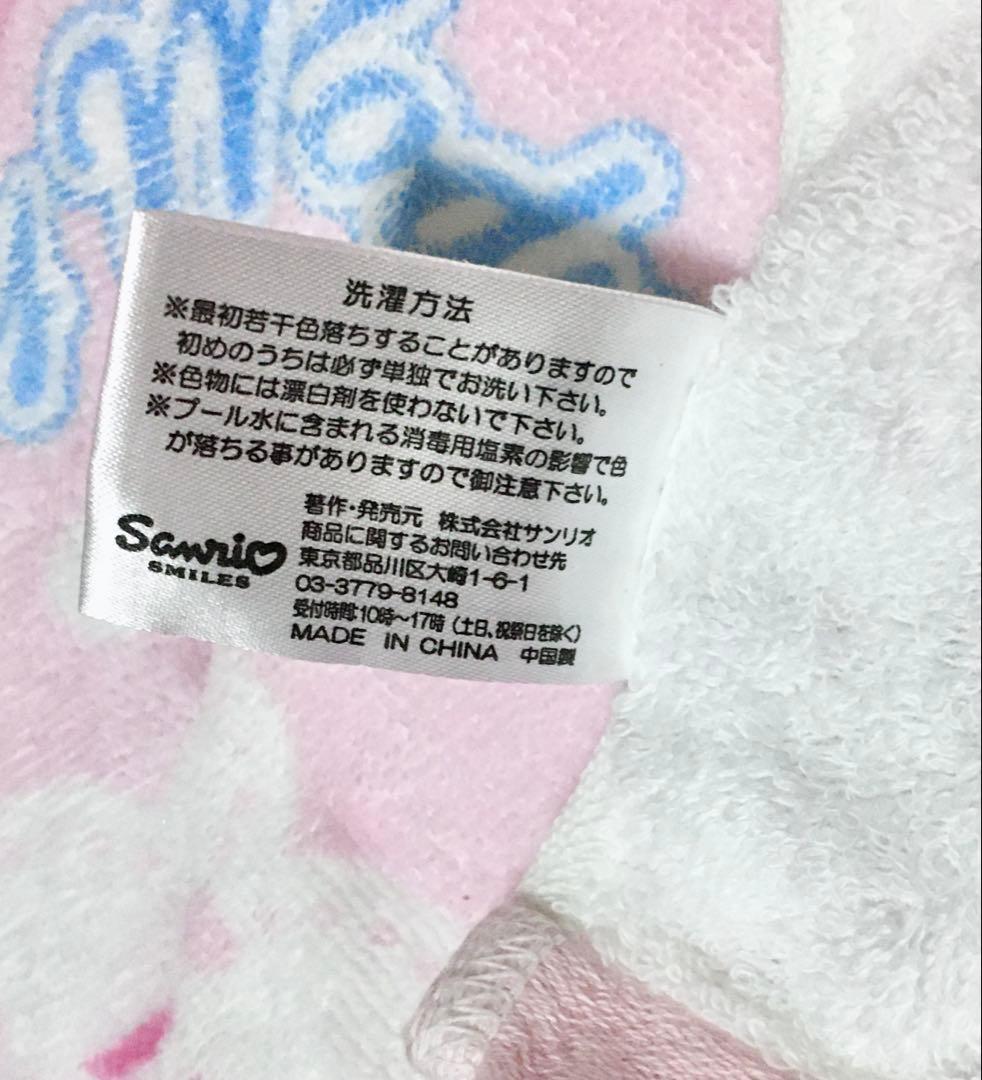 洗濯方法
※最初若干色落ちすることがありますので
初めのうちは必ず単独でお洗い下さい。
※色物には漂白剤を使わないで下さい。
※プール水に含まれる消毒用塩素の影響で色
が落ちる事がありますので御注意下さい。
著作・発売元 株式会社サンリオ
商品に関するお問い合わせ先
東京都品川区大崎1-6-1
03-3779-8148
受付時間:10時〜17時(土日、祝祭日を除く)
MADE IN CHINA 中国製
Sanrio
SMILES